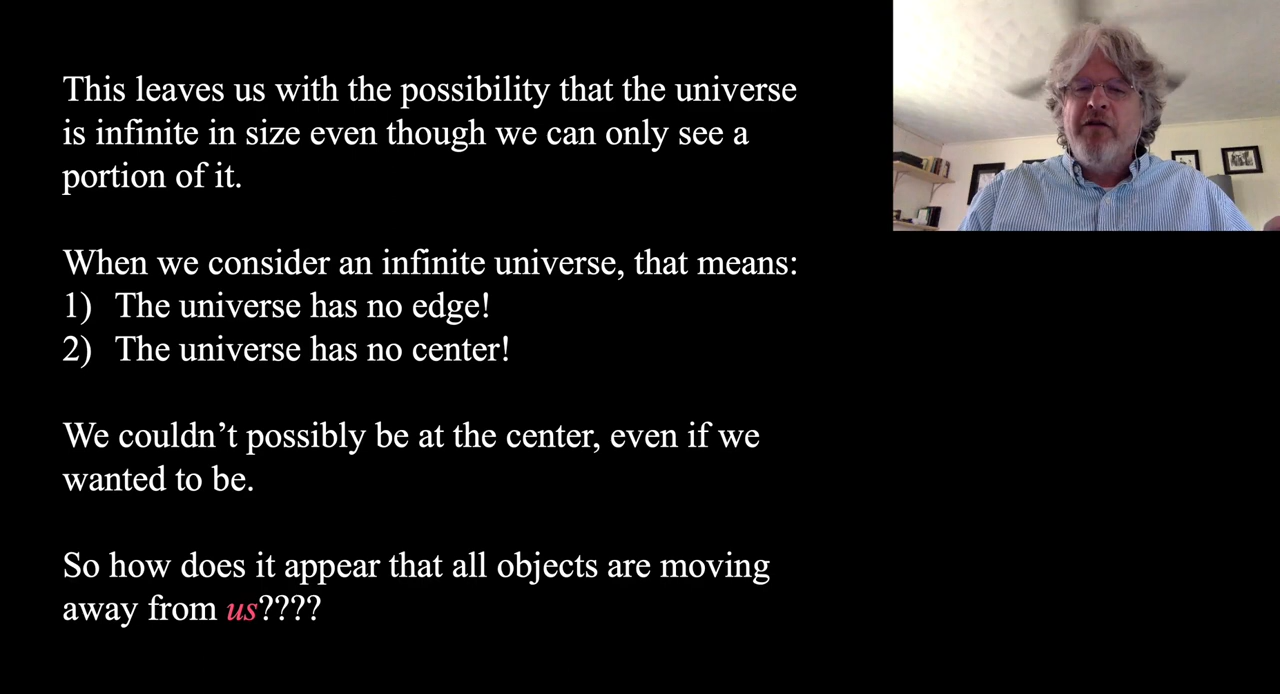 This leaves us with the possibility that the universe
is infinite in size even though we can only see a
portion of it.
When we consider an infinite universe, that means:
1) The universe has no edge!
2) The universe has no center!
We couldn’t possibly be at the center, even if we
wanted to be.
So how does it appear that all objects are moving
away from us????